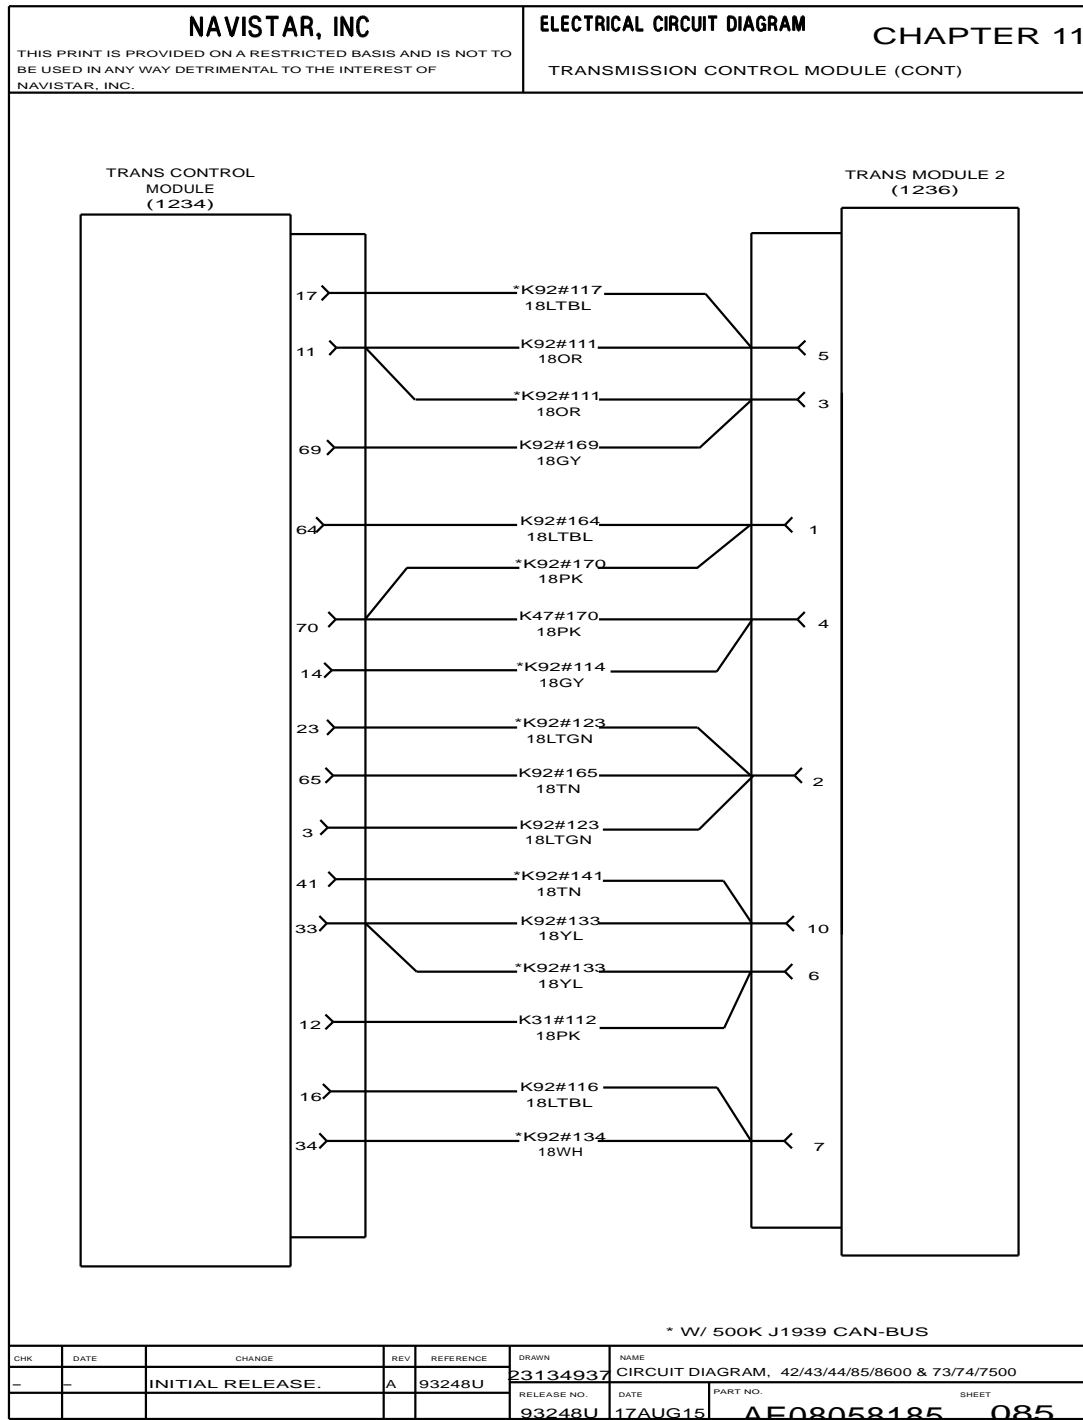 NAVISTAR, INC
THIS PRINT IS PROVIDED ON A RESTRICTED BASIS AND IS NOT TO
BE USED IN ANY WAY DETRIMENTAL TO THE INTEREST OF
NAVISTAR, INC.
ELECTRICAL CIRCUIT DIAGRAM
CHAPTER 11
TRANSMISSION CONTROL MODULE (CONT)
TRANS CONTROL
MODULE
(1234)
TRANS MODULE 2
(1236)
17
*K92#117
18LTBL
11
K92#111
18OR
5
*K92#111
18OR
3
69
K92#169
18GY
64
K92#164
18LTBL
1
*K92#170
18PK
70
K47#170
18PK
4
14
*K92#114
18GY
23
*K92#123
18LTGN
65
K92#165
18TN
2
3
K92#123
18LTGN
41
*K92#141
18TN
33
K92#133
18YL
10
*K92#133
18YL
6
12
K31#112
18PK
16
K92#116
18LTBL
34
*K92#134
18WH
7
* W/ 500K J1939 CAN-BUS
CHK DATE CHANGE REV REFERENCE DRAWN NAME
– – INITIAL RELEASE. A 93248U 23134937 CIRCUIT DIAGRAM, 42/43/44/85/8600 & 73/74/7500
RELEASE NO. DATE PART NO. SHEET
93248U 17AUG15 AE08058185 085